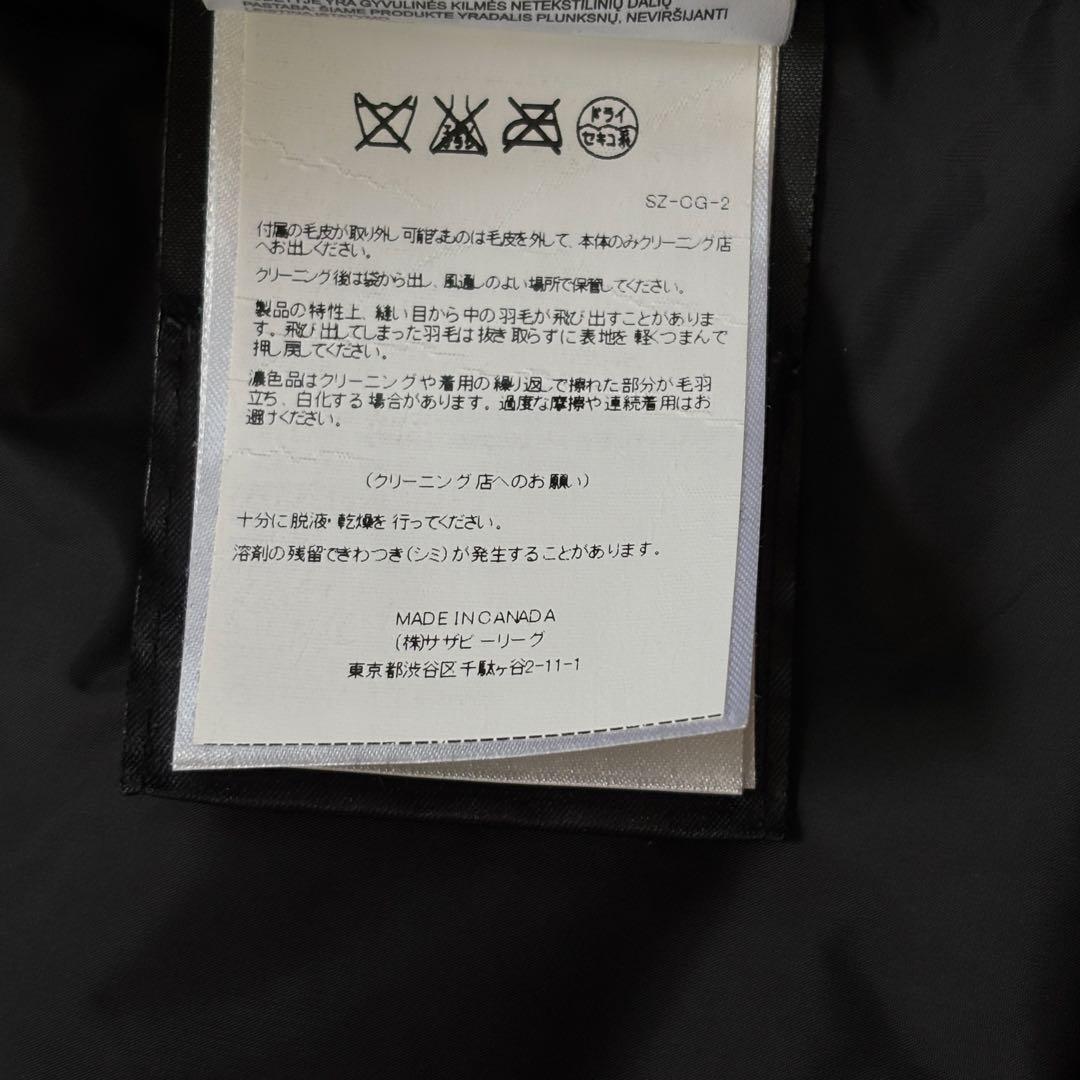 YRA GYVULINĖS KILMĖS NETEKSTILINIŲ DALIŲ
PASTABA. ŠIAME PRODUKTE YRADALIS PLUNKSNŲ, NEVIRŠIJANTI
ドライ
セキユ系
SZ-CG-2
付属の毛皮が取り外し可能なものは毛皮を外して、本体のみクリーニング店
へお出しください。
クリーニング後は袋から出し、風通しのよい場所で保管してください。
製品の特性上、縫い目から中の羽毛が飛び出すことがありま
す。飛び出してしまった羽毛は抜き取らずに表地を軽くつまんで
押し戻してください。
濃色品はクリーニングや着用の繰り返しで擦れた部分が毛羽
立ち、白化する場合があります。過度な摩擦や連続着用はお
避けください。
(クリーニング店へのお願い)
十分に脱液・乾燥を行ってください。
溶剤の残留できわつき(シミ)が発生することがあります。
MADE IN CANADA
(株)サザビーリーグ
東京都渋谷区千駄ヶ谷2-11-1